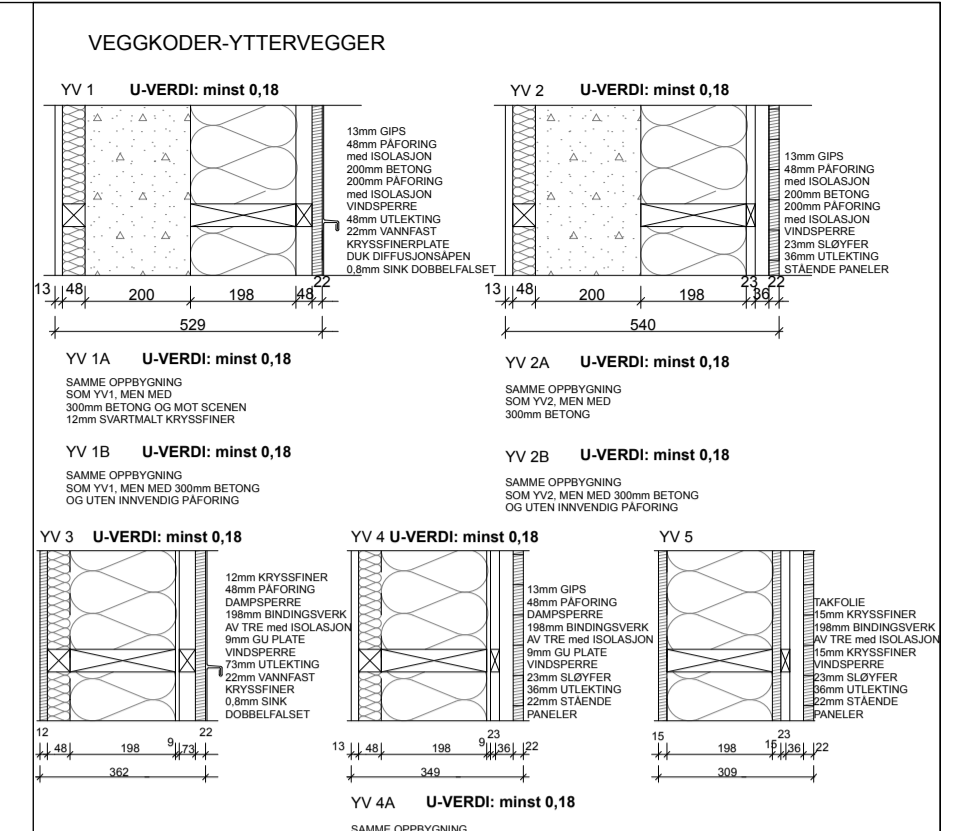 VEGGKODER-YTTERVEGGER
YV 1 U-VERDI: minst 0,18
13mm GIPS
48mm PÅFORING
med ISOLASJON
200mm BETONG
200mm PÅFORING
med ISOLASJON
VINDSPERRE
48mm UTLEKTING
22mm VANNFAST
KRYSSFINERPLATE
DUK DIFFUSJONSÅPEN
0,8mm SINK DOBBELFALSET
13 48 200 198 48 22
529
YV 2 U-VERDI: minst 0,18
13mm GIPS
48mm PÅFORING
med ISOLASJON
200mm BETONG
200mm PÅFORING
med ISOLASJON
VINDSPERRE
23mm SLØYFER
36mm UTLEKTING
STÅENDE PANELER
13 48 200 198 23 36 22
540
YV 1A U-VERDI: minst 0,18
SAMME OPPBYGNING
SOM YV1, MEN MED
300mm BETONG OG MOT SCENEN
12mm SVARTMALT KRYSSFINER
YV 2A U-VERDI: minst 0,18
SAMME OPPBYGNING
SOM YV2, MEN MED
300mm BETONG
YV 1B U-VERDI: minst 0,18
SAMME OPPBYGNING
SOM YV1, MEN MED 300mm BETONG
OG UTEN INNVENDIG PÅFORING
YV 2B U-VERDI: minst 0,18
SAMME OPPBYGNING
SOM YV2, MEN MED 300mm BETONG
OG UTEN INNVENDIG PÅFORING
YV 3 U-VERDI: minst 0,18
12mm KRYSSFINER
48mm PÅFORING
DAMPSPERRE
198mm BINDINGSVERK
AV TRE med ISOLASJON
9mm GU PLATE
VINDSPERRE
73mm UTLEKTING
22mm VANNFAST
KRYSSFINER
0,8mm SINK
DOBBELFALSET
12 48 198 9 73 22
362
YV 4 U-VERDI: minst 0,18
13mm GIPS
48mm PÅFORING
DAMPSPERRE
198mm BINDINGSVERK
AV TRE med ISOLASJON
9mm GU PLATE
VINDSPERRE
23mm SLØYFER
36mm UTLEKTING
22mm STÅENDE
PANELER
13 48 198 9 23 36 22
349
YV 5
TAKFOLIE
15mm KRYSSFINER
198mm BINDINGSVERK
AV TRE med ISOLASJON
15mm KRYSSFINER
VINDSPERRE
23mm SLØYFER
36mm UTLEKTING
22mm STÅENDE
PANELER
15 198 15 23 36 22
309
YV 4A U-VERDI: minst 0,18
SAMME OPPBYGNING